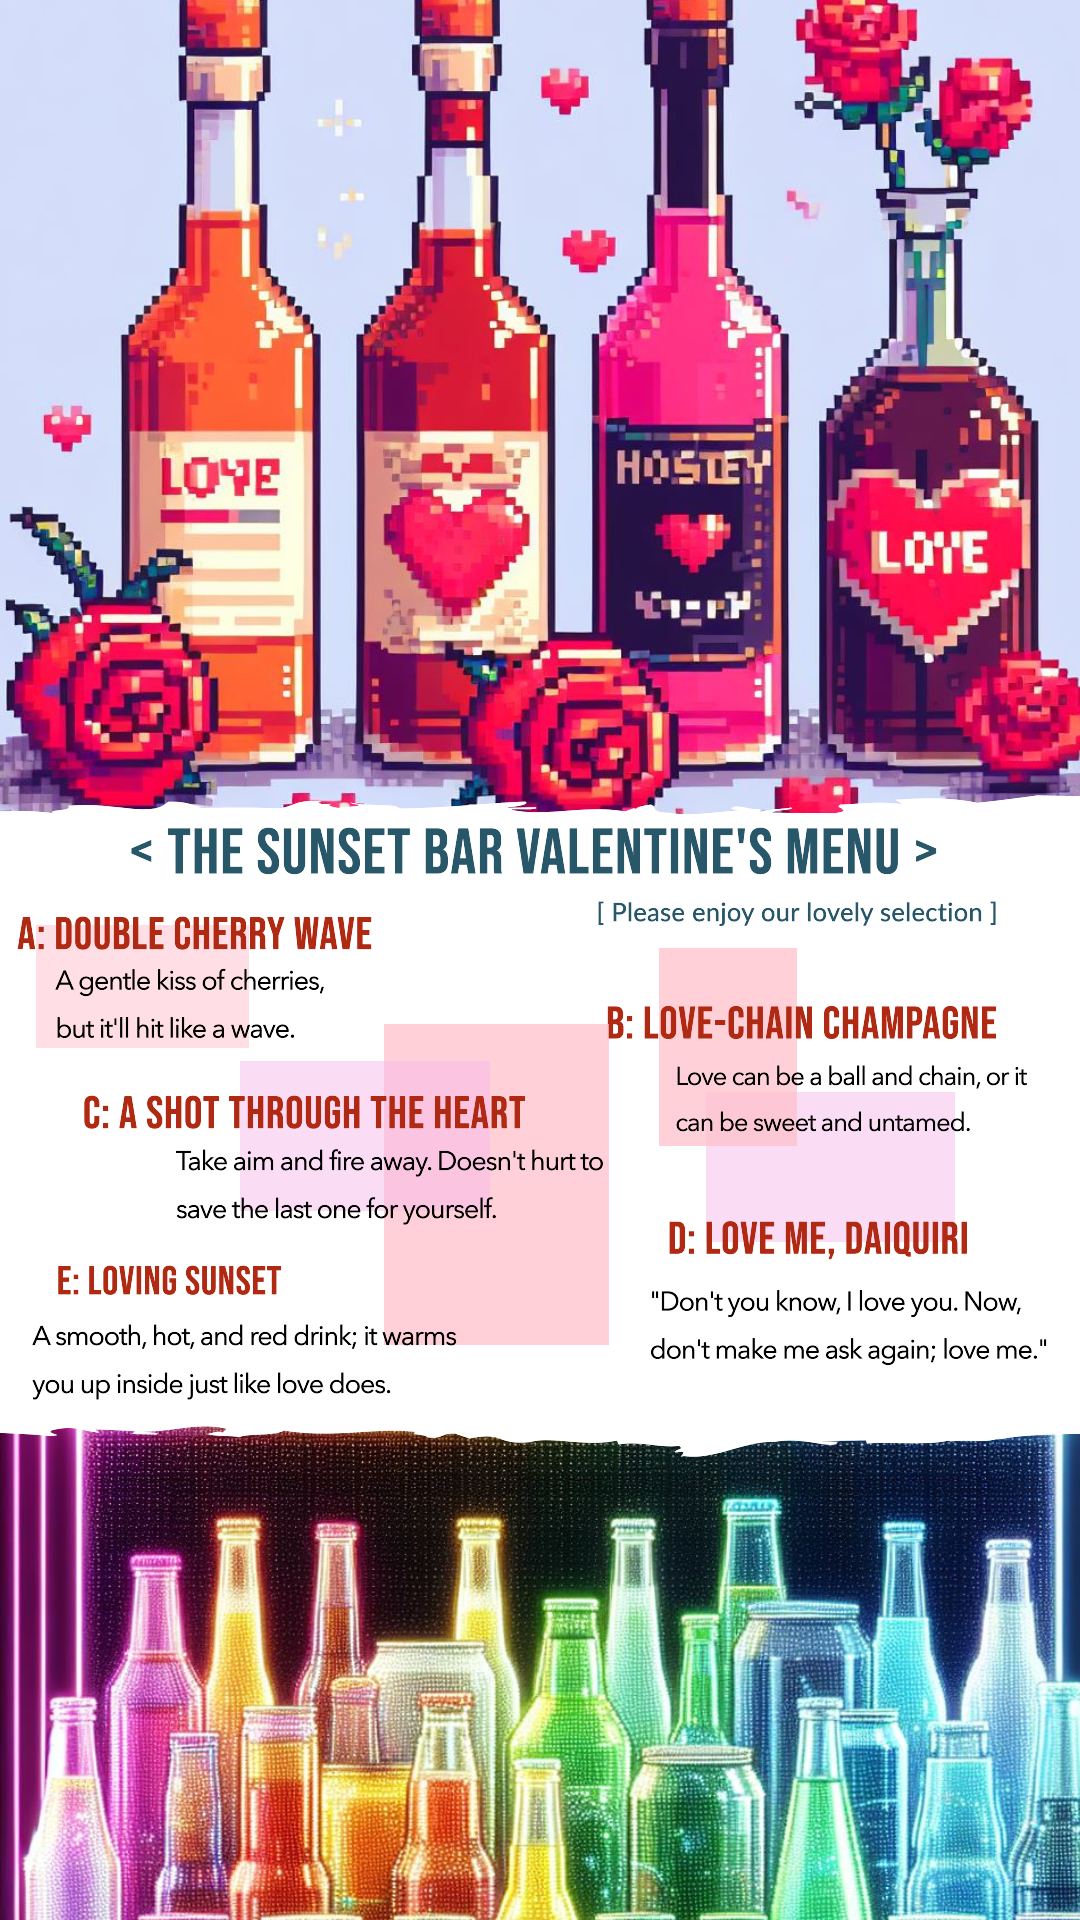 LOVE
HOSTEY
LOVE
< THE SUNSET BAR VALENTINE'S MENU >
[ Please enjoy our lovely selection ]
A: DOUBLE CHERRY WAVE
A gentle kiss of cherries,
but it'll hit like a wave.
B: LOVE-CHAIN CHAMPAGNE
Love can be a ball and chain, or it
can be sweet and untamed.
C: A SHOT THROUGH THE HEART
Take aim and fire away. Doesn't hurt to
save the last one for yourself.
D: LOVE ME, DAIQUIRI
"Don't you know, I love you. Now,
don't make me ask again; love me."
E: LOVING SUNSET
A smooth, hot, and red drink; it warms
you up inside just like love does.